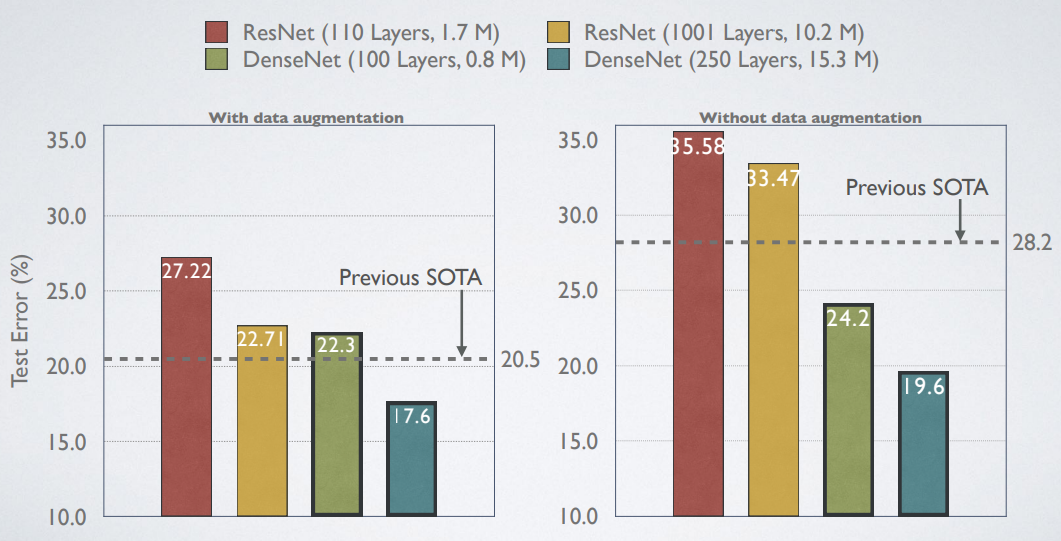 ResNet (110 Layers, 1.7 M)
ResNet (1001 Layers, 10.2 M)
DenseNet (100 Layers, 0.8 M)
DenseNet (250 Layers, 15.3 M)
With data augmentation
Test Error (%)
35.0
30.0
25.0
20.0
15.0
10.0
27.22
22.71
22.3
17.6
Previous SOTA
20.5
Without data augmentation
35.0
30.0
25.0
20.0
15.0
10.0
35.58
33.47
24.2
19.6
Previous SOTA
28.2